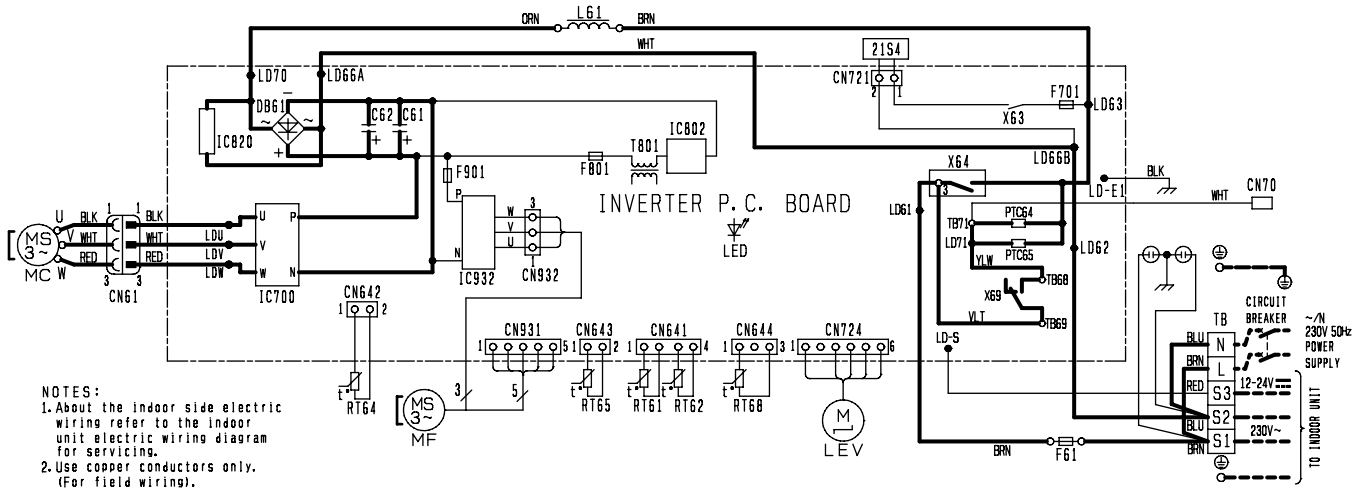 ORN L61 BRN
WHT
21S4
CN721
2 1
LD70 LD66A
F701
LD63
X63
DB61
−
~ ~
+
IC820
C62 C61
+ +
T801 IC802
F801
F901
LD66B
X64
3
LD-E1
BLK
WHT
CN70
INVERTER P.C. BOARD
LED
LD61
TB71
PTC64
LD71
PTC65
LD62
YLW
TB68
X69
VLT
TB69
LD-S
U BLK 1 1 BLK LDU U P
MS 3~ V WHT WHT LDV V
W RED 3 3 RED LDW W N
MC
CN61
IC700
P
N
IC932
W
V
U
3
1
CN932
CN642
1 2
t°
RT64
CN931
1 5
3 5
MS 3~
MF
CN643
1 2
t°
RT65
CN641
1 4
t° t°
RT61 RT62
CN644
1 3
t°
RT68
CN724
1 6
M
LEV
CIRCUIT
BREAKER
~/N
230V 50Hz
POWER
SUPPLY
TB
BLU N
BRN L
RED S3 12-24V
S2
BLU
S1 230V~
BRN
BRN F61
TO INDOOR UNIT
NOTES:
1. About the indoor side electric
wiring refer to the indoor
unit electric wiring diagram
for servicing.
2. Use copper conductors only.
(For field wiring).